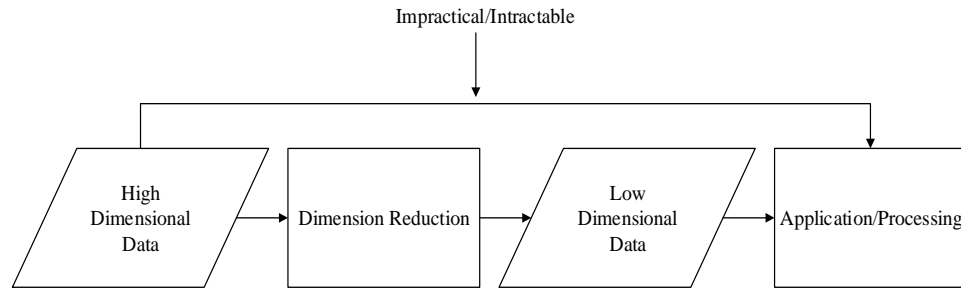 Impractical/Intractable
High
Dimensional
Data
Dimension Reduction
Low
Dimensional
Data
Application/Processing